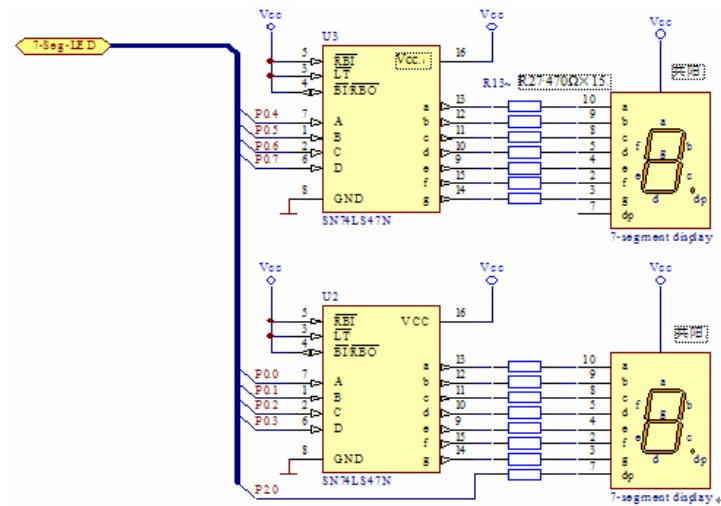 Vcc Vcc Vcc
7-Seg-LED
U3
共阳
5 RBI Vcc 16
3 LT
4 BI/RBO
R13~ R27-470Ω×15
a 13 10 a
P0.4 7 A b 12 9 b
P0.5 1 B c 11 8 c
P0.6 2 C d 10 5 d
P0.7 6 D e 9 4 e
f 15 2 f
8 GND g 14 3 g
7 dp
a
f b
g
e c
d dp
SN74LS47N
7-segment display
Vcc Vcc Vcc
U2
共阳
5 RBI VCC 16
3 LT
4 BI/RBO
a 13 10 a
P0.0 7 A b 12 9 b
P0.1 1 B c 11 8 c
P0.2 2 C d 10 5 d
P0.3 6 D e 9 4 e
f 15 2 f
8 GND g 14 3 g
7 dp
a
f b
g
e c
d dp
SN74LS47N
P2.0
7-segment display